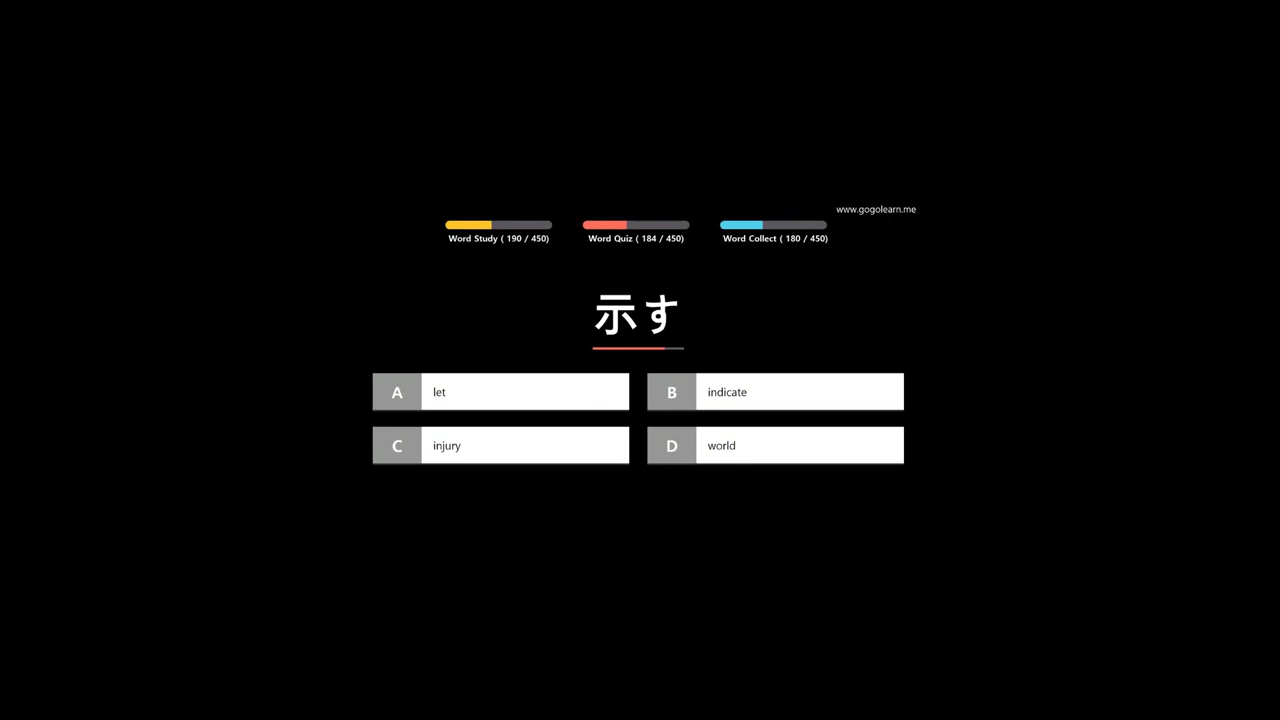 www.gogolearn.me
Word Study ( 190 / 450)
Word Quiz ( 184 / 450)
Word Collect ( 180 / 450)
示す
A let
B indicate
C injury
D world